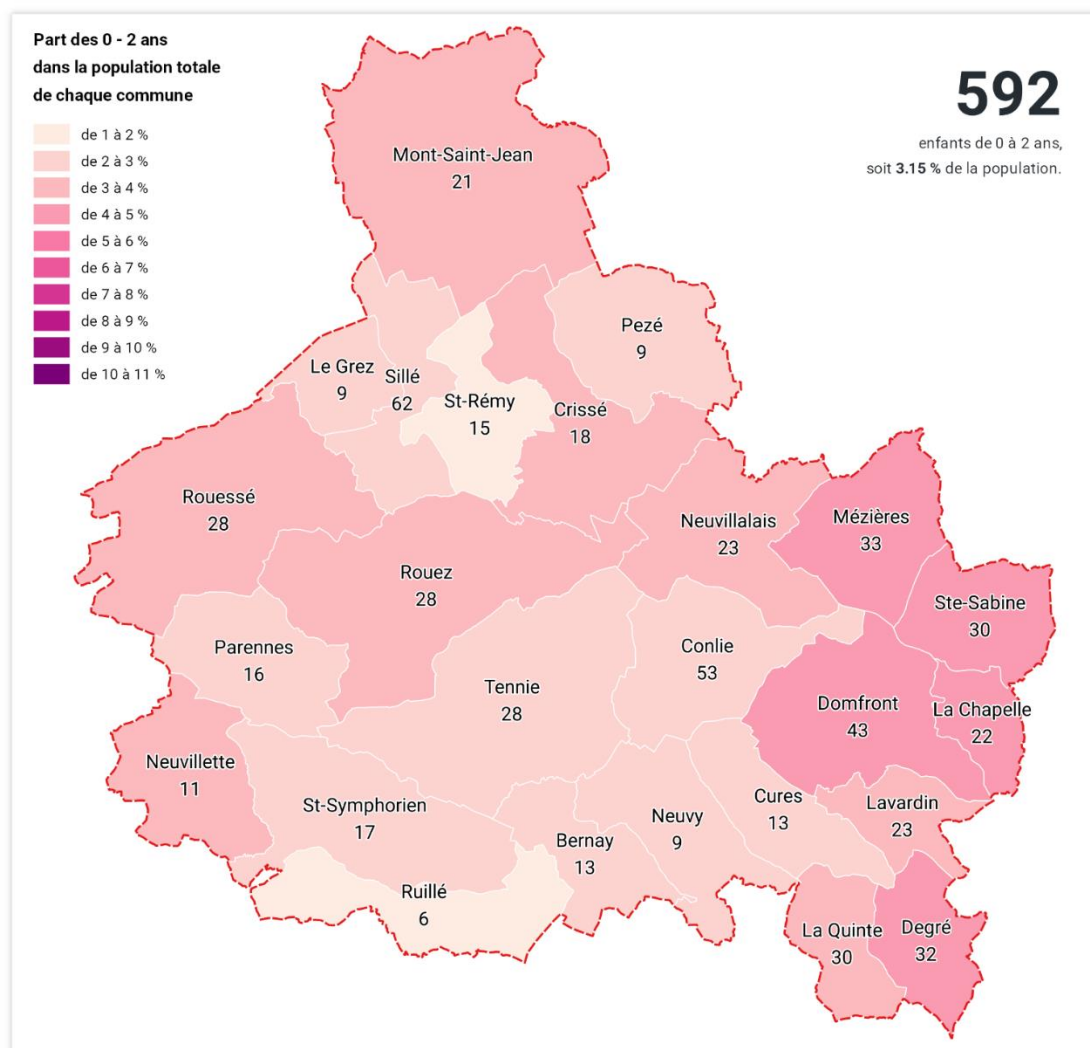 Part des 0 - 2 ans
dans la population totale
de chaque commune
de 1 à 2 %
de 2 à 3 %
de 3 à 4 %
de 4 à 5 %
de 5 à 6 %
de 6 à 7 %
de 7 à 8 %
de 8 à 9 %
de 9 à 10 %
de 10 à 11 %
592
enfants de 0 à 2 ans,
soit 3.15 % de la population.
Mont-Saint-Jean
21
Pezé
9
Le Grez
9
Sillé
62
St-Rémy
15
Crissé
18
Rouessé
28
Neuvillalais
23
Mézières
33
Rouez
28
Ste-Sabine
30
Parennes
16
Conlie
53
Tennie
28
Domfront
43
La Chapelle
22
Neuvillette
11
St-Symphorien
17
Bernay
13
Neuvy
9
Cures
13
Lavardin
23
Ruillé
6
La Quinte
30
Degré
32